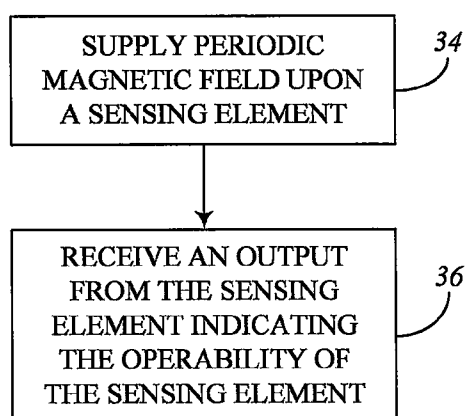 SUPPLY PERIODIC
MAGNETIC FIELD UPON
A SENSING ELEMENT
34
RECEIVE AN OUTPUT
FROM THE SENSING
ELEMENT INDICATING
THE OPERABILITY OF
THE SENSING ELEMENT
36